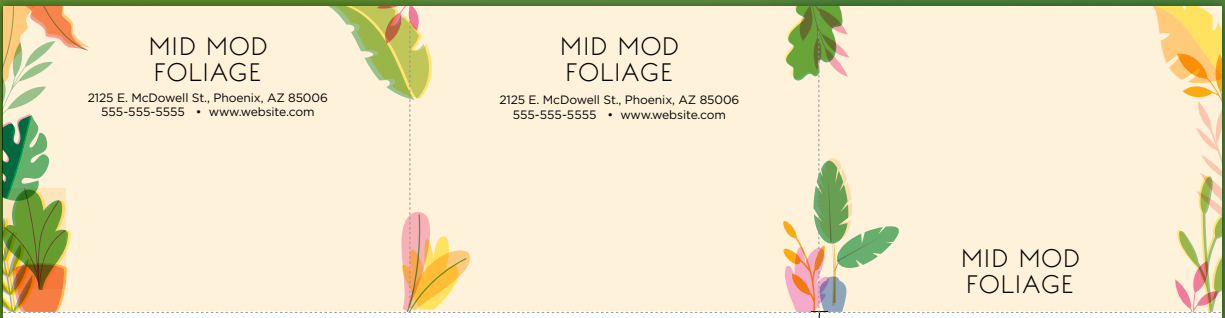 MID MOD
FOLIAGE
2125 E. McDowell St., Phoenix, AZ 85006
555-555-5555 • www.website.com
MID MOD
FOLIAGE
2125 E. McDowell St., Phoenix, AZ 85006
555-555-5555 • www.website.com
MID MOD
FOLIAGE